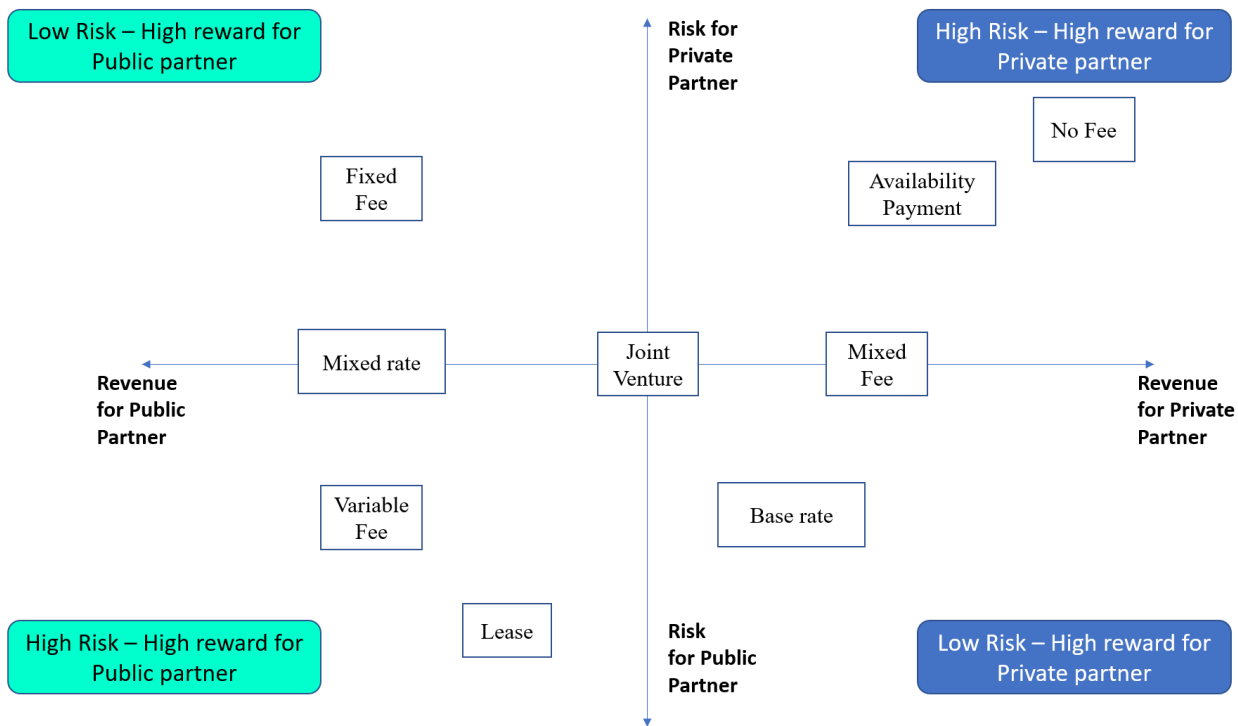 Low Risk – High reward for
Public partner
Risk for
Private
Partner
High Risk – High reward for
Private partner
No Fee
Fixed
Fee
Availability
Payment
Mixed rate
Joint
Venture
Mixed
Fee
Revenue
for Public
Partner
Revenue
for Private
Partner
Variable
Fee
Base rate
Lease
High Risk – High reward for
Public partner
Risk
for Public
Partner
Low Risk – High reward for
Private partner